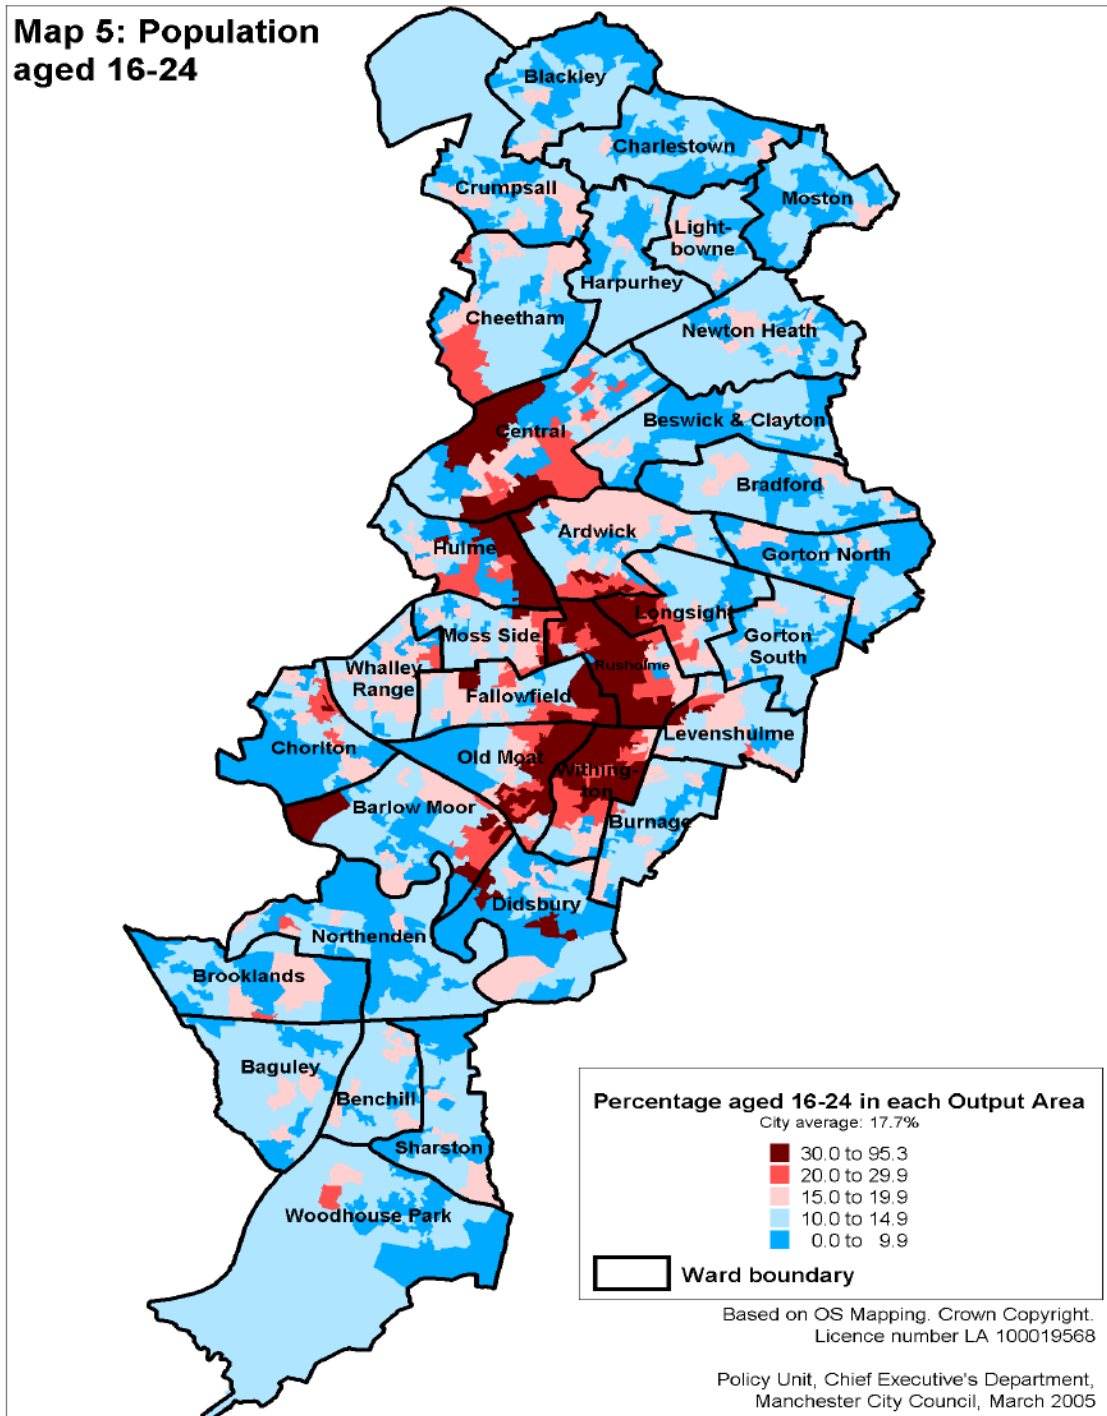 Map 5: Population
aged 16-24
Blackley
Charlestown
Crumpsall
Moston
Light-
bowne
Harpurhey
Cheetham
Newton Heath
Central
Beswick & Clayton
Bradford
Ardwick
Hulme
Gorton North
Longsight
Moss Side
Gorton
South
Rusholme
Whalley
Range
Fallowfield
Levenshulme
Chorlton
Old Moat
Withing-
ton
Barlow Moor
Burnage
Didsbury
Northenden
Brooklands
Baguley
Benchill
Sharston
Woodhouse Park
Percentage aged 16-24 in each Output Area
City average: 17.7%
30.0 to 95.3
20.0 to 29.9
15.0 to 19.9
10.0 to 14.9
0.0 to 9.9
Ward boundary
Based on OS Mapping. Crown Copyright.
Licence number LA 100019568
Policy Unit, Chief Executive's Department,
Manchester City Council, March 2005